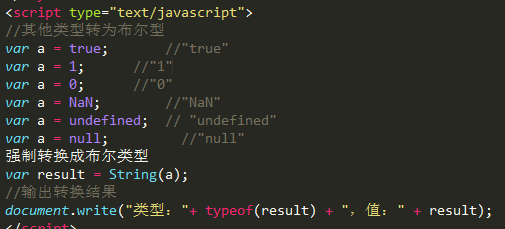 <script type="text/javascript">
//其他类型转为布尔型
var a = true;        //"true"
var a = 1;      //"1"
var a = 0;      //"0"
var a = NaN;        //"NaN"
var a = undefined;  // "undefined"
var a = null;         //"null"
强制转换成布尔类型
var result = String(a);
//输出转换结果
document.write("类型："+ typeof(result) + "，值：" + result);
</script>